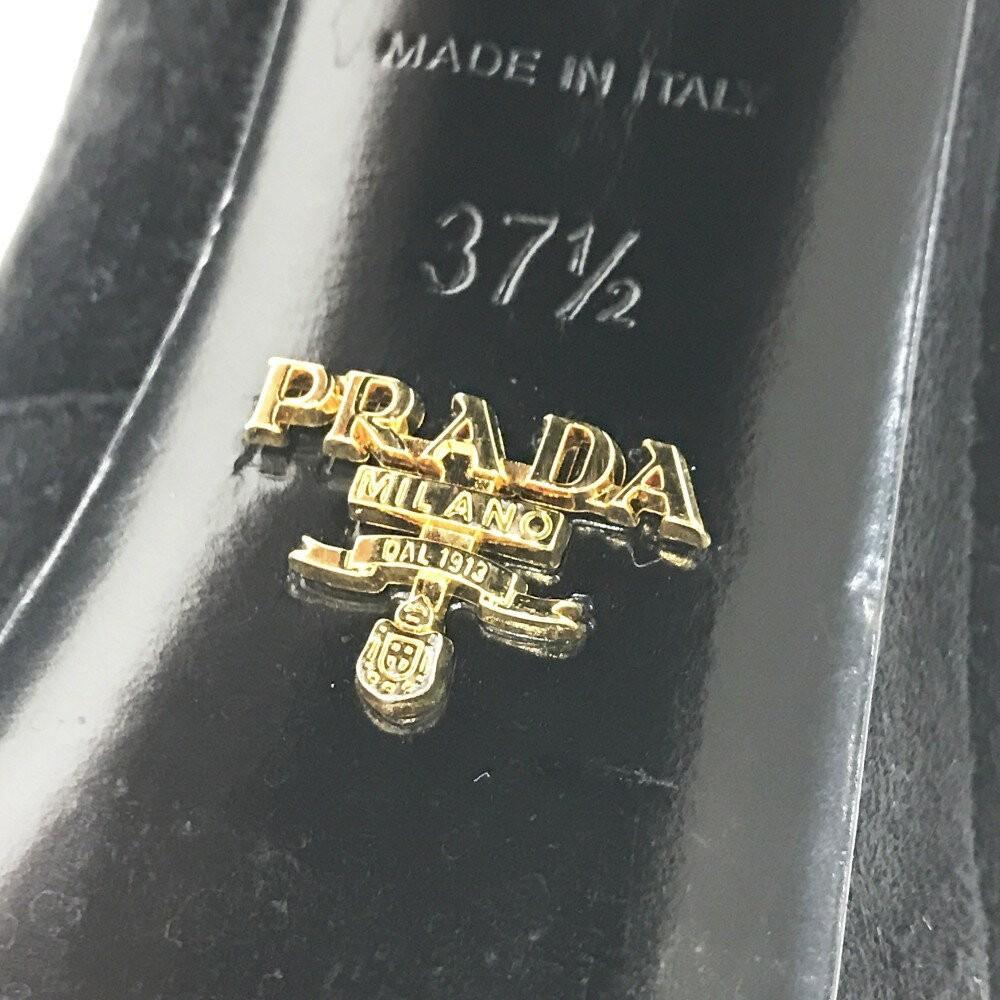 MADE IN ITALY
37½
PRADA
MILANO
DAL 1913